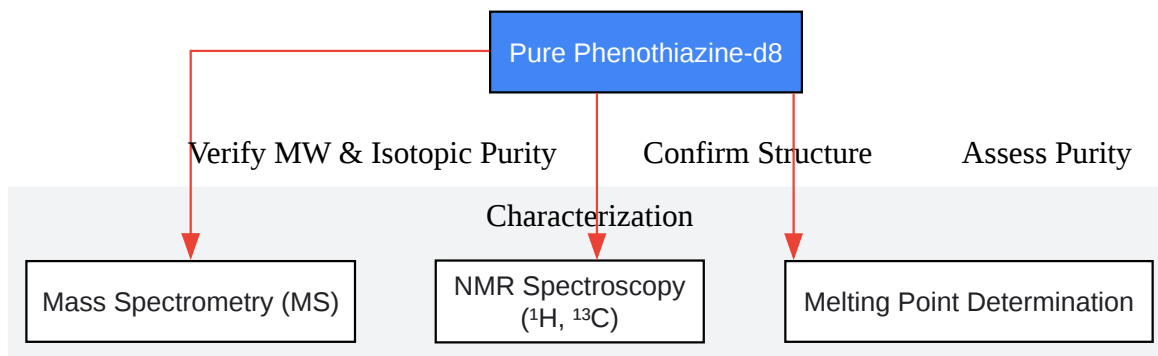 Pure Phenothiazine-d8
Verify MW & Isotopic Purity
Confirm Structure
Assess Purity
Characterization
Mass Spectrometry (MS)
NMR Spectroscopy
(¹H, ¹³C)
Melting Point Determination